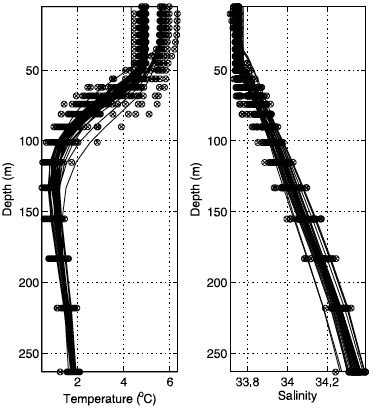 50
100
150
200
250
Depth (m)
2 4 6
Temperature (°C)
50
100
150
200
250
Depth (m)
33.8 34 34.2
Salinity